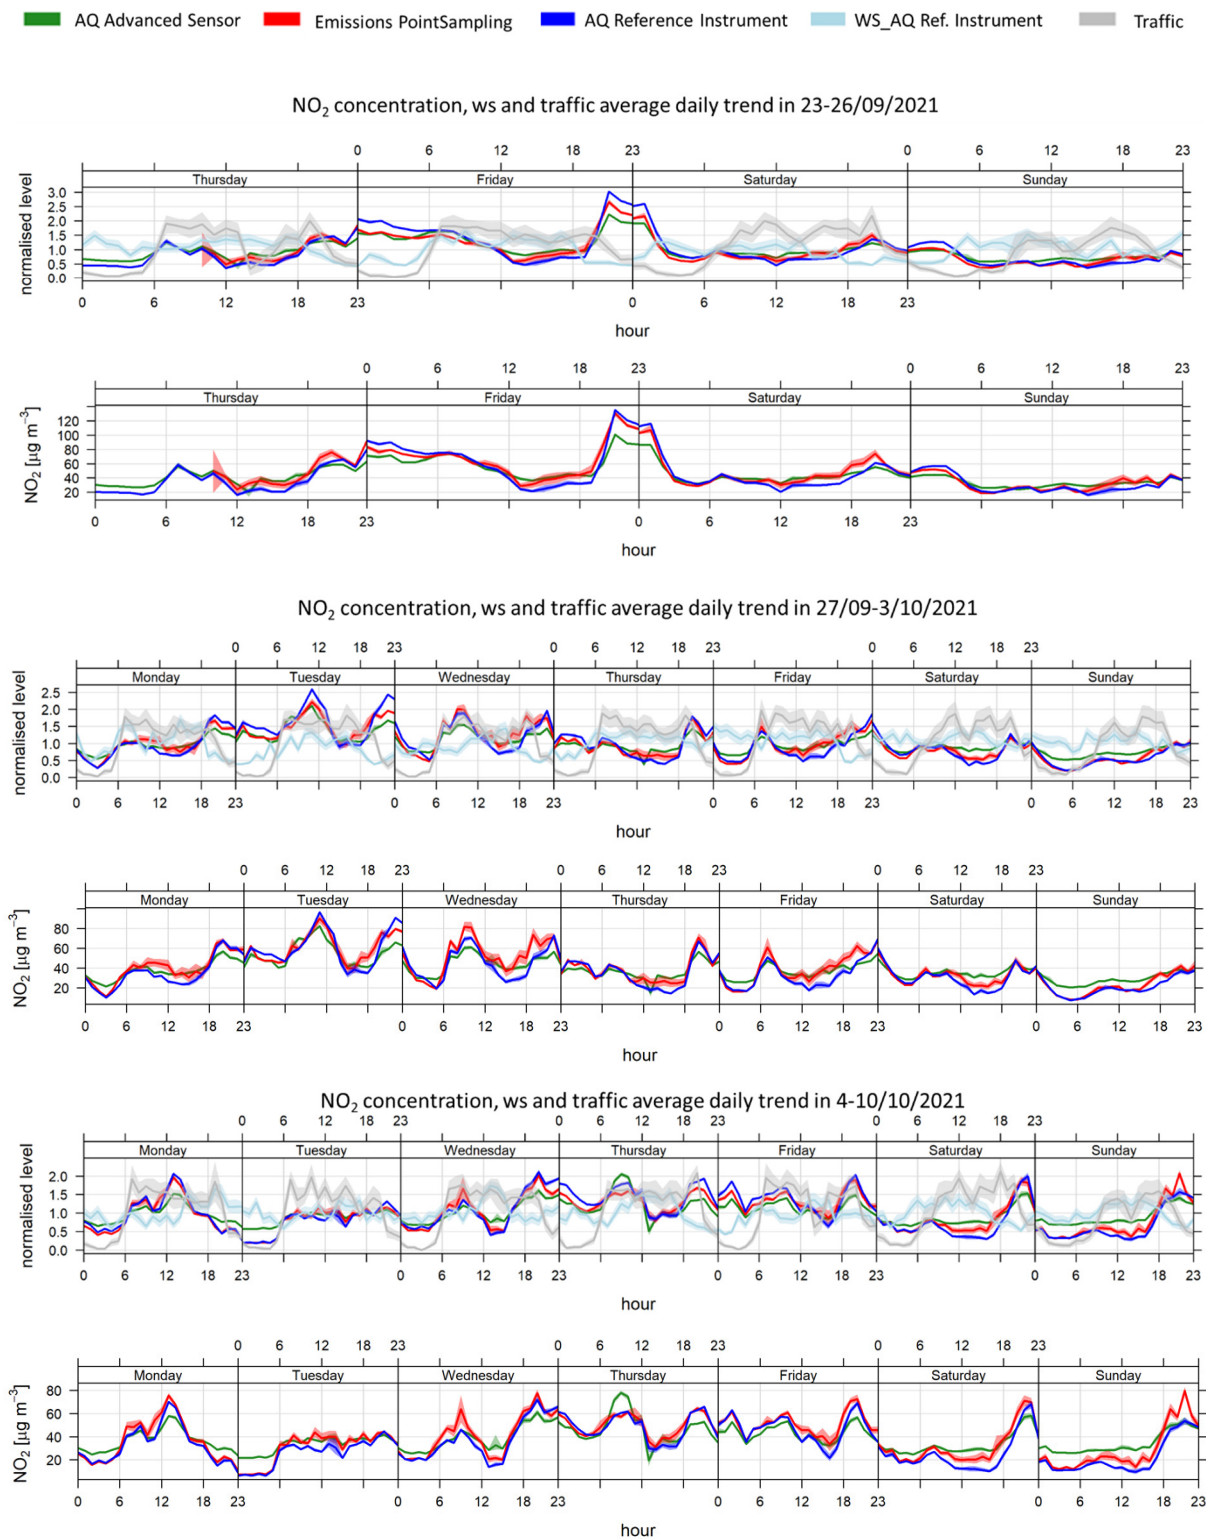 AQ Advanced Sensor Emissions PointSampling AQ Reference Instrument WS_AQ Ref. Instrument Traffic
NO₂ concentration, ws and traffic average daily trend in 23-26/09/2021
0 6 12 18 23 0 6 12 18 23
Thursday Friday Saturday Sunday
normalised level
3.0
2.5
2.0
1.5
1.0
0.5
0.0
0 6 12 18 23 0 6 12 18 23
hour
0 6 12 18 23 0 6 12 18 23
Thursday Friday Saturday Sunday
NO₂ [µg m⁻³]
120
100
80
60
40
20
0 6 12 18 23 0 6 12 18 23
hour
NO₂ concentration, ws and traffic average daily trend in 27/09-3/10/2021
0 6 12 18 23 0 6 12 18 23 0 6 12 18 23
Monday Tuesday Wednesday Thursday Friday Saturday Sunday
normalised level
2.5
2.0
1.5
1.0
0.5
0.0
0 6 12 18 23 0 6 12 18 23 0 6 12 18 23 0 6 12 18 23
hour
0 6 12 18 23 0 6 12 18 23 0 6 12 18 23
Monday Tuesday Wednesday Thursday Friday Saturday Sunday
NO₂ [µg m⁻³]
80
60
40
20
0 6 12 18 23 0 6 12 18 23 0 6 12 18 23 0 6 12 18 23
hour
NO₂ concentration, ws and traffic average daily trend in 4-10/10/2021
0 6 12 18 23 0 6 12 18 23 0 6 12 18 23
Monday Tuesday Wednesday Thursday Friday Saturday Sunday
normalised level
2.0
1.5
1.0
0.5
0.0
0 6 12 18 23 0 6 12 18 23 0 6 12 18 23 0 6 12 18 23
hour
0 6 12 18 23 0 6 12 18 23 0 6 12 18 23
Monday Tuesday Wednesday Thursday Friday Saturday Sunday
NO₂ [µg m⁻³]
80
60
40
20
0 6 12 18 23 0 6 12 18 23 0 6 12 18 23 0 6 12 18 23
hour